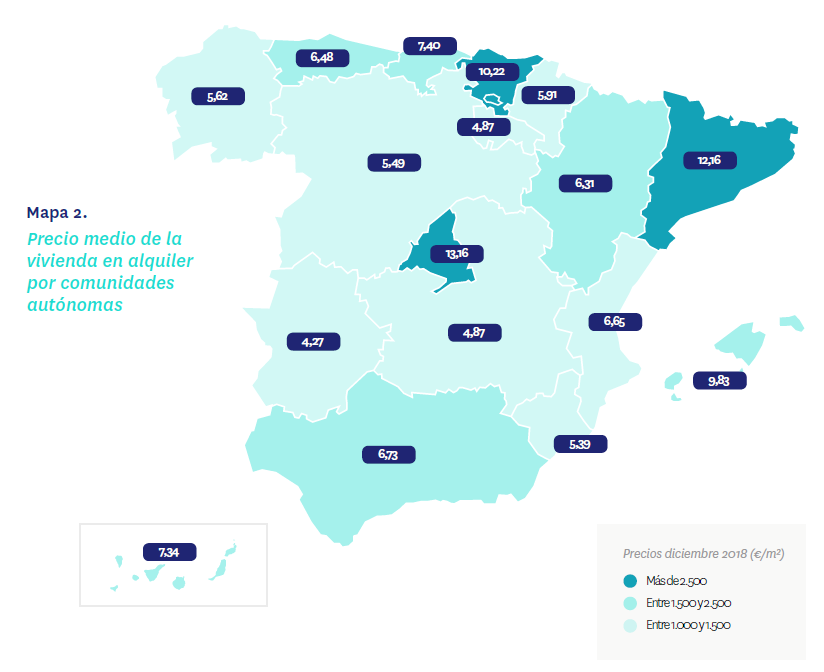 7,40
6,48
10,22
5,62
5,91
4,87
5,49
12,16
6,31
Mapa 2.
Precio medio de la
vivienda en alquiler
por comunidades
autónomas
13,16
6,65
4,87
4,27
9,83
5,39
6,73
7,34
Precios diciembre 2018 (€/m²)
Más de 2.500
Entre 1.500 y 2.500
Entre 1.000 y 1.500